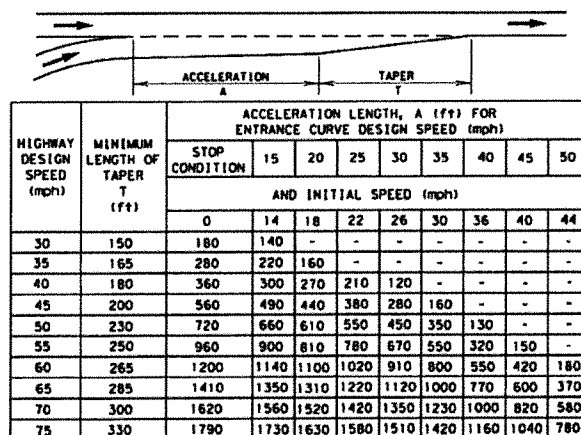 ACCELERATION TAPER
A T
HIGHWAY DESIGN SPEED (mph) MINIMUM LENGTH OF TAPER T (ft) ACCELERATION LENGTH, A (ft) FOR
ENTRANCE CURVE DESIGN SPEED (mph)
STOP CONDITION 15 20 25 30 35 40 45 50
AND INITIAL SPEED (mph)
0 14 18 22 26 30 36 40 44
30 150 180 140 - - - - - - -
35 165 280 220 160 - - - - - -
40 180 360 300 270 210 120 - - - -
45 200 560 490 440 380 280 160 - - -
50 230 720 660 610 550 450 350 130 - -
55 250 960 900 810 780 670 550 320 150 -
60 265 1200 1140 1100 1020 910 800 550 420 180
65 285 1410 1350 1310 1220 1120 1000 770 600 370
70 300 1620 1560 1520 1420 1350 1230 1000 820 580
75 330 1790 1730 1630 1580 1510 1420 1160 1040 780